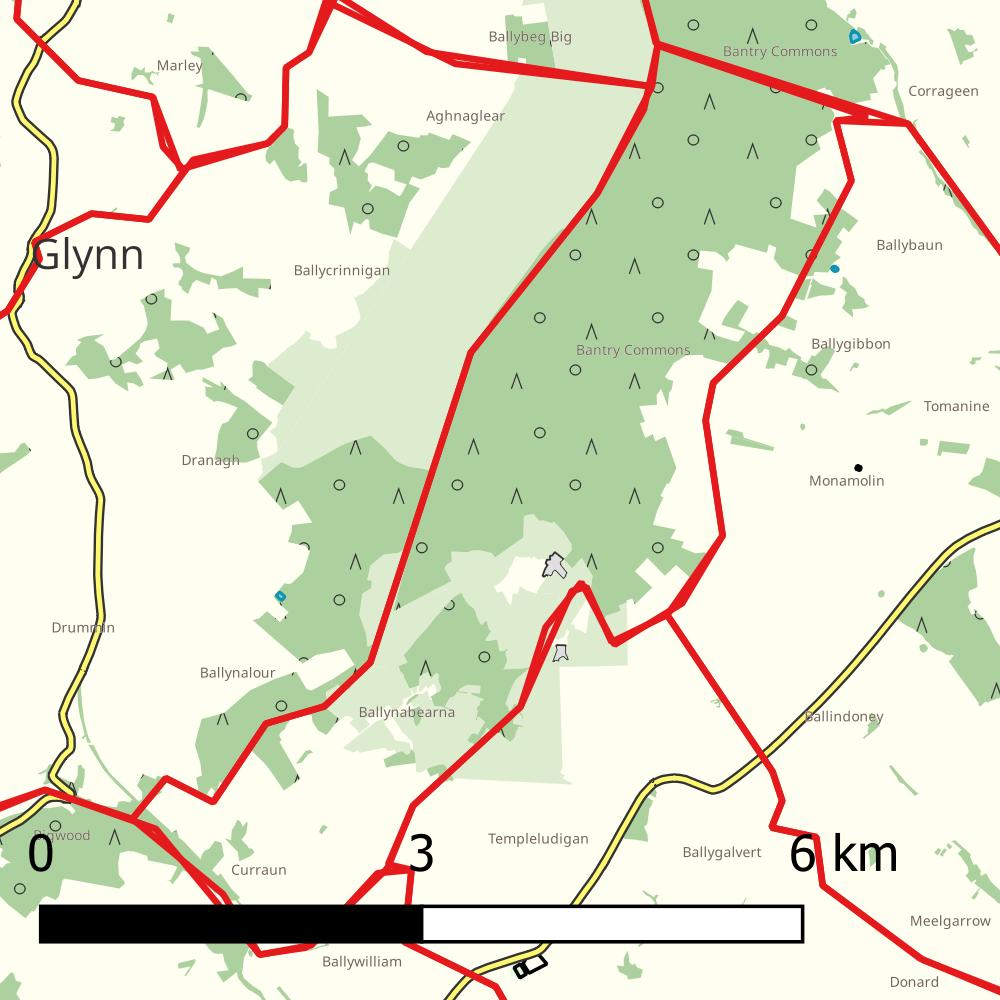 Ballybeg Big
Bantry Commons
Marley
Corrageen
Aghnaglear
Glynn
Ballybaun
Ballycrinnigan
Ballygibbon
Bantry Commons
Tomanine
Dranagh
Monamolin
Drummin
Ballynalour
Ballynabearna
Ballindoney
Bigwood
Templeludigan
Ballygalvert
0 3 6 km
Curraun
Meelgarrow
Ballywilliam
Donard